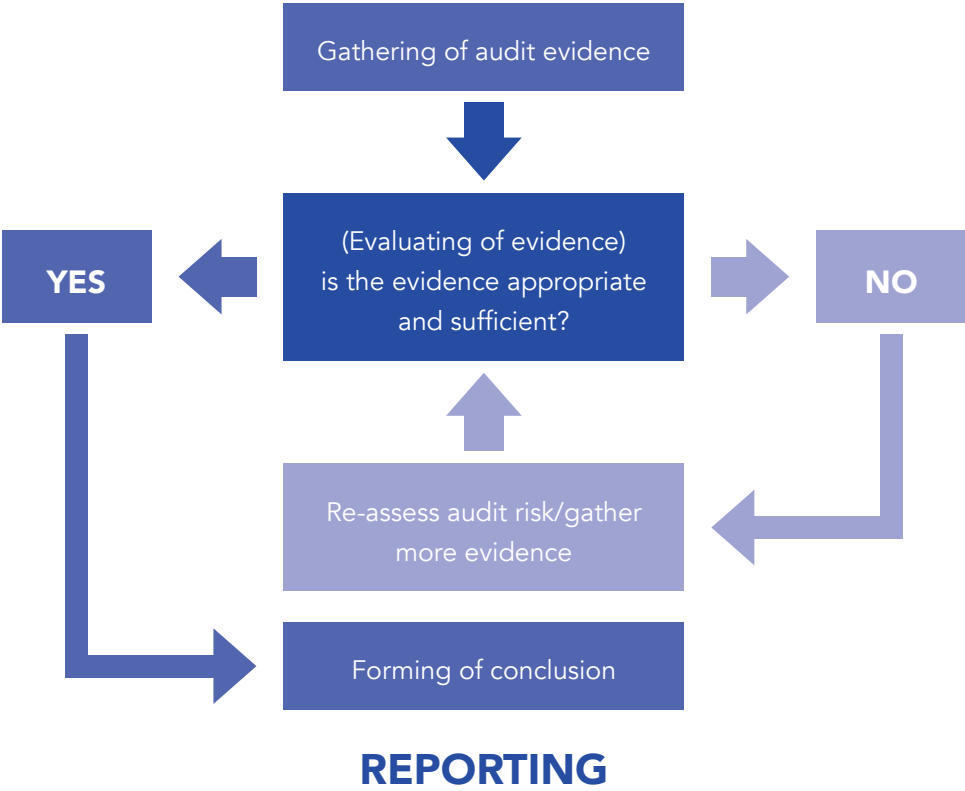 Gathering of audit evidence
(Evaluating of evidence)
is the evidence appropriate
and sufficient?
YES
NO
Re-assess audit risk/gather
more evidence
Forming of conclusion
REPORTING